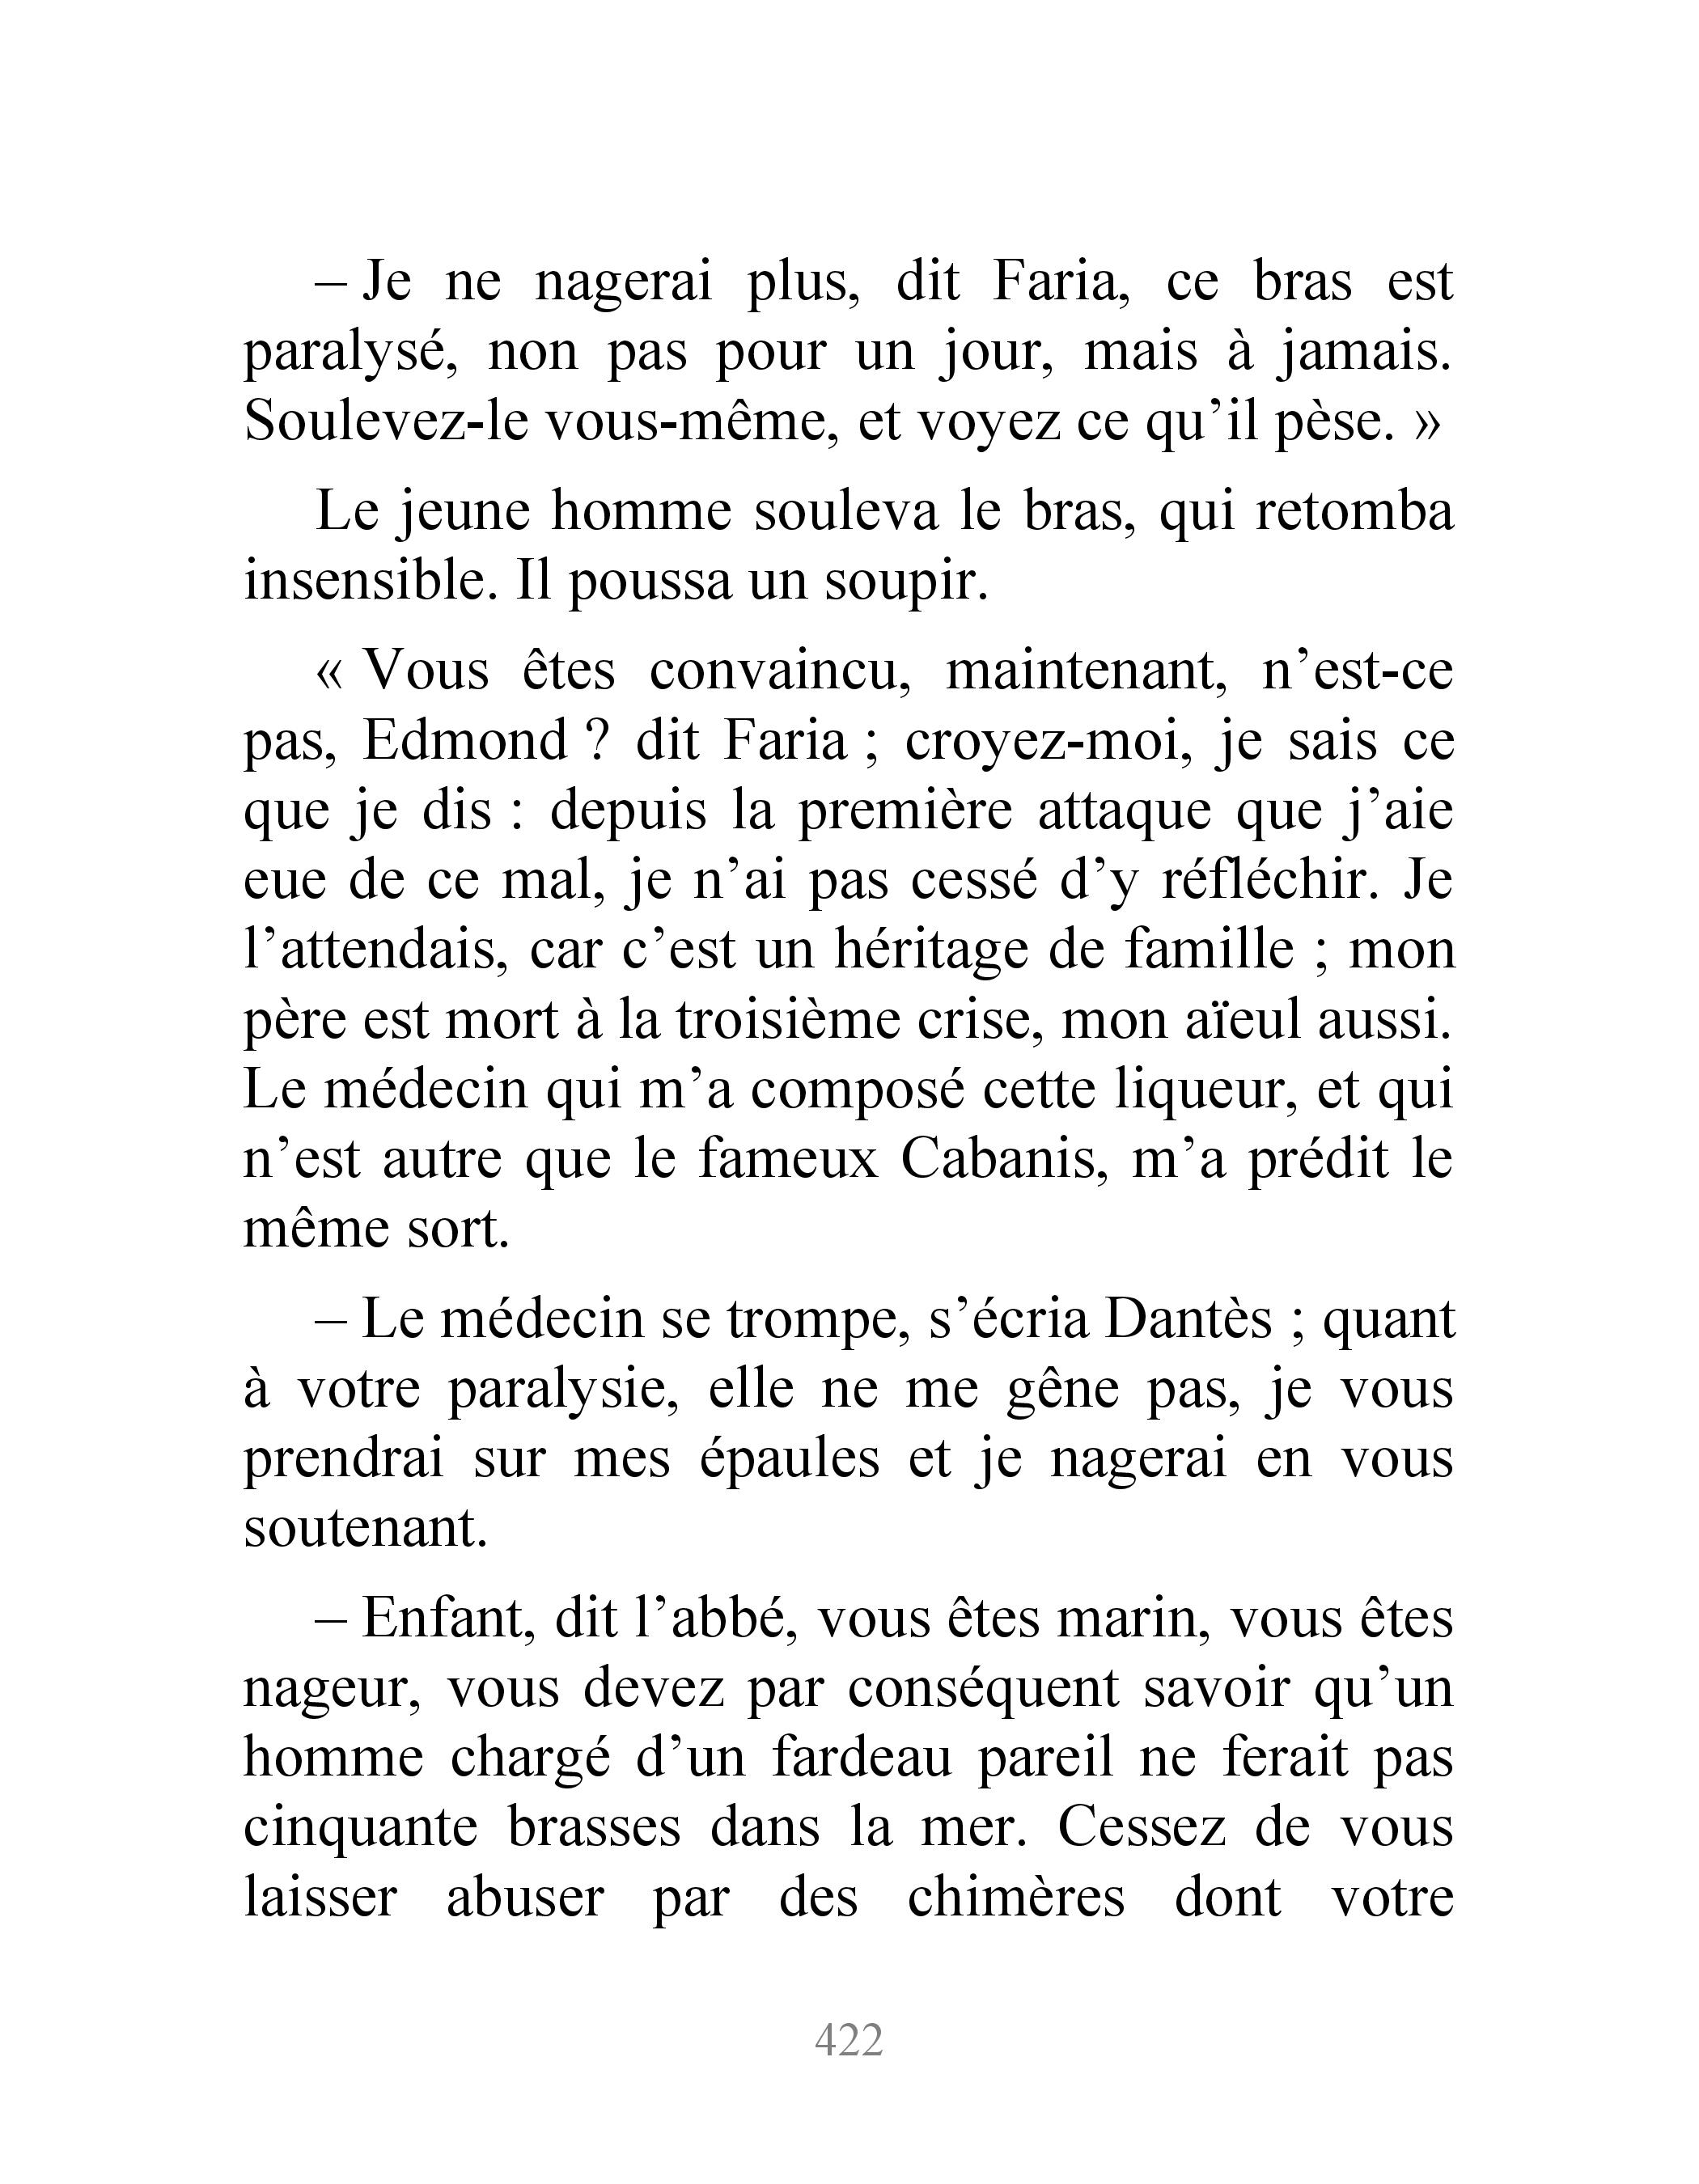 – Je ne nagerai plus, dit Faria, ce bras est
paralysé, non pas pour un jour, mais à jamais.
Soulevez-le vous-même, et voyez ce qu’il pèse. »
Le jeune homme souleva le bras, qui retomba
insensible. Il poussa un soupir.
« Vous êtes convaincu, maintenant, n’est-ce
pas, Edmond ? dit Faria ; croyez-moi, je sais ce
que je dis : depuis la première attaque que j’aie
eue de ce mal, je n’ai pas cessé d’y réfléchir. Je
l’attendais, car c’est un héritage de famille ; mon
père est mort à la troisième crise, mon aïeul aussi.
Le médecin qui m’a composé cette liqueur, et qui
n’est autre que le fameux Cabanis, m’a prédit le
même sort.
– Le médecin se trompe, s’écria Dantès ; quant
à votre paralysie, elle ne me gêne pas, je vous
prendrai sur mes épaules et je nagerai en vous
soutenant.
– Enfant, dit l’abbé, vous êtes marin, vous êtes
nageur, vous devez par conséquent savoir qu’un
homme chargé d’un fardeau pareil ne ferait pas
cinquante brasses dans la mer. Cessez de vous
laisser abuser par des chimères dont votre
422